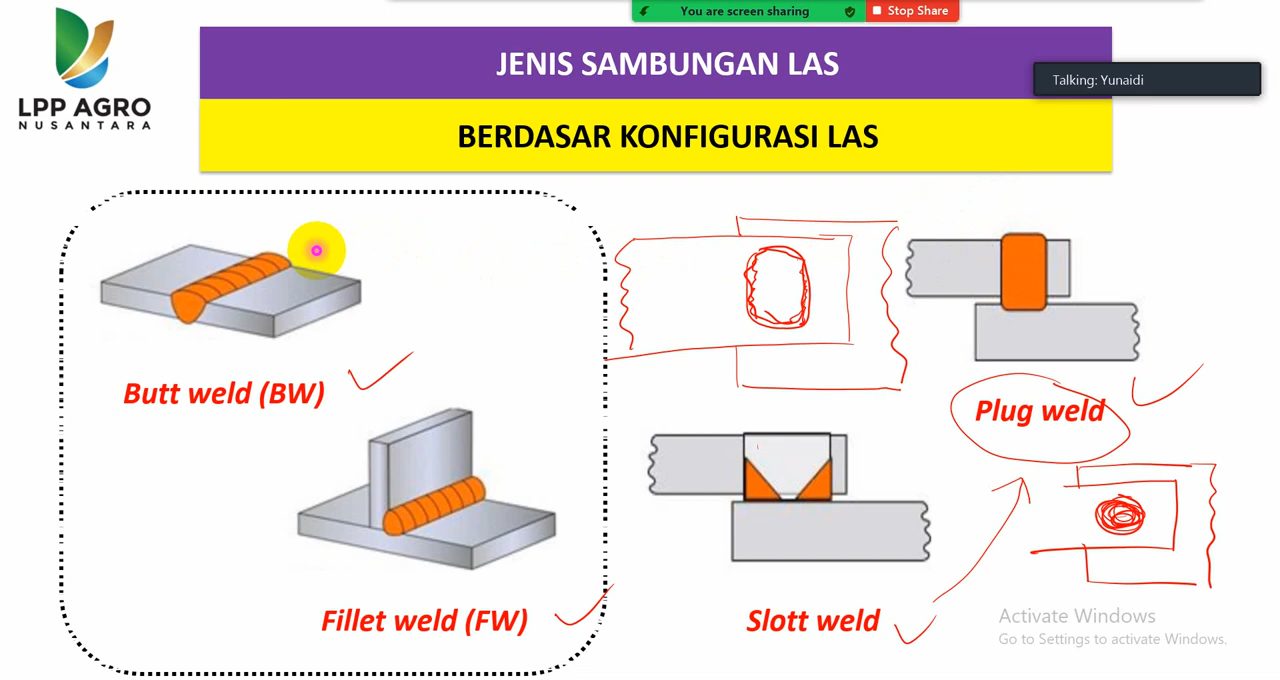 You are screen sharing
Stop Share
LPP AGRO
NUSANTARA
JENIS SAMBUNGAN LAS
Talking: Yunaidi
BERDASAR KONFIGURASI LAS
Butt weld (BW)
Plug weld
Fillet weld (FW)
Slott weld
Activate Windows
Go to Settings to activate Windows.